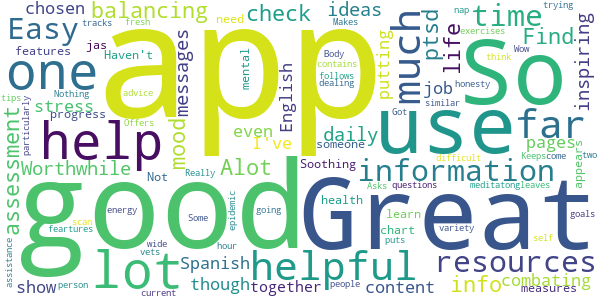 chosen
balancing
check
ideas
need
fresh
Makes
nap
trying
time
Easy
tracks
jas
features
Haven't
messages
app
So
ptsd
life
Find
exercises
Wow
inspiring
one
Nothing
tips
advice
mental
Body
contains
follows
dealing
putting
much
English
job
think
similar
honesty
stress
progress
particularly
Offers
mood
even
I've
someone
daily
use
far
Got
pages
appears
assessment
help
Worthwhile
Not
Alot
Really
Soothing
information
difficult
Keeps
come
two
good
Great
Asks
questions
meditatong
leaves
scan
feartures
energy
Some
epidemic
going
health
learn
chart
puts
variety
self
goals
lot
wide
vets
Spanish
hour
helpful
people
resources
assistance
show
person
current
though
together
content
info
combating
measures